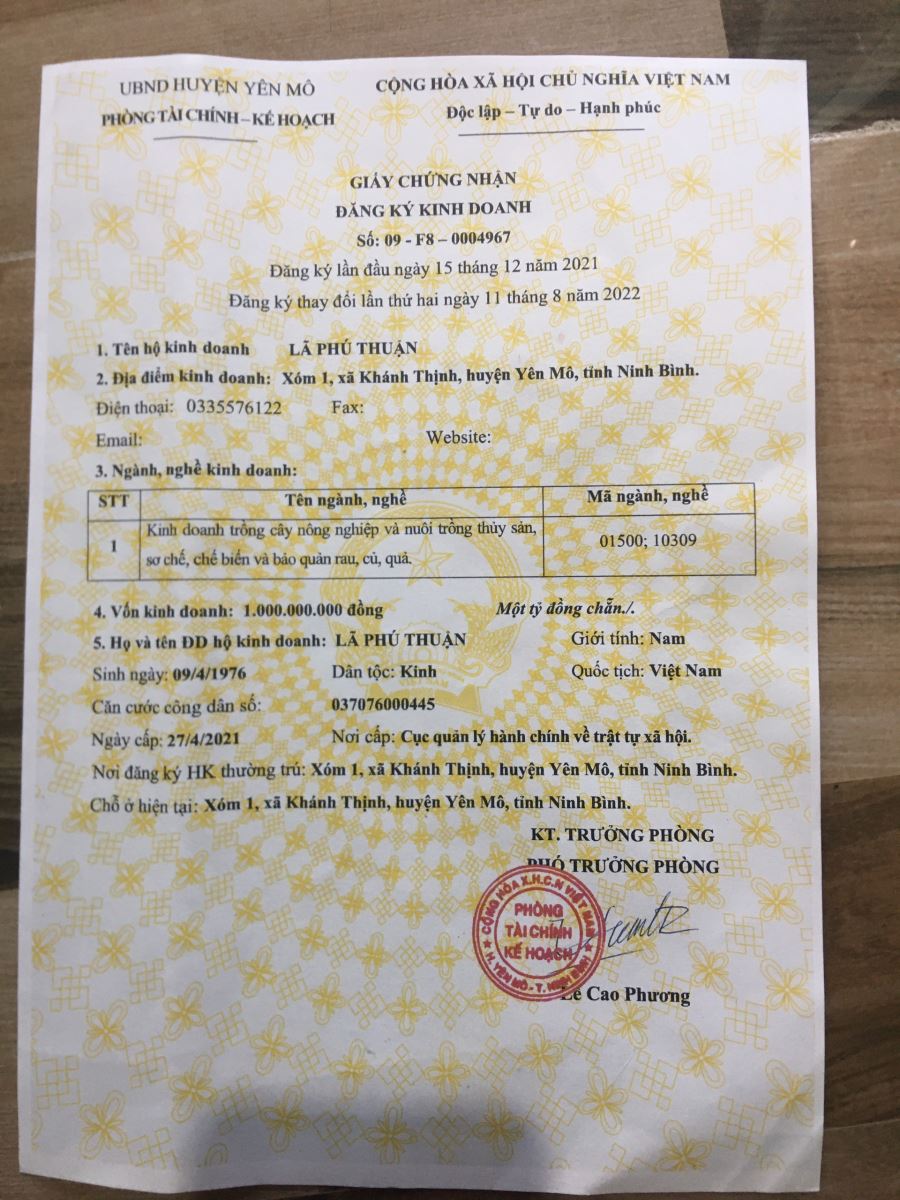 UBND HUYỆN YÊN MÔ
PHÒNG TÀI CHÍNH – KẾ HOẠCH
CỘNG HÒA XÃ HỘI CHỦ NGHĨA VIỆT NAM
Độc lập – Tự do – Hạnh phúc
GIẤY CHỨNG NHẬN
ĐĂNG KÝ KINH DOANH
Số: 09 - F8 – 0004967
Đăng ký lần đầu ngày 15 tháng 12 năm 2021
Đăng ký thay đổi lần thứ hai ngày 11 tháng 8 năm 2022
1. Tên hộ kinh doanh LÃ PHÚ THUẬN
2. Địa điểm kinh doanh: Xóm 1, xã Khánh Thịnh, huyện Yên Mô, tỉnh Ninh Bình.
Điện thoại: 0335576122 Fax:
Email: Website:
3. Ngành, nghề kinh doanh:
STT Tên ngành, nghề Mã ngành, nghề
1 Kinh doanh trồng cây nông nghiệp và nuôi trồng thủy sản, 01500; 10309
sơ chế, chế biến và bảo quản rau, củ, quả.
4. Vốn kinh doanh: 1.000.000.000 đồng Một tỷ đồng chẵn./.
5. Họ và tên ĐD hộ kinh doanh: LÃ PHÚ THUẬN Giới tính: Nam
Sinh ngày: 09/4/1976 Dân tộc: Kinh Quốc tịch: Việt Nam
Căn cước công dân số: 037076000445
Ngày cấp: 27/4/2021 Nơi cấp: Cục quản lý hành chính về trật tự xã hội.
Nơi đăng ký HK thường trú: Xóm 1, xã Khánh Thịnh, huyện Yên Mô, tỉnh Ninh Bình.
Chỗ ở hiện tại: Xóm 1, xã Khánh Thịnh, huyện Yên Mô, tỉnh Ninh Bình.
KT. TRƯỞNG PHÒNG
PHÓ TRƯỞNG PHÒNG
CỘNG HÒA X.H.C.N VIỆT NAM
PHÒNG
TÀI CHÍNH
KẾ HOẠCH
H. YÊN MÔ - T. NINH BÌNH
Lê Cao Phương